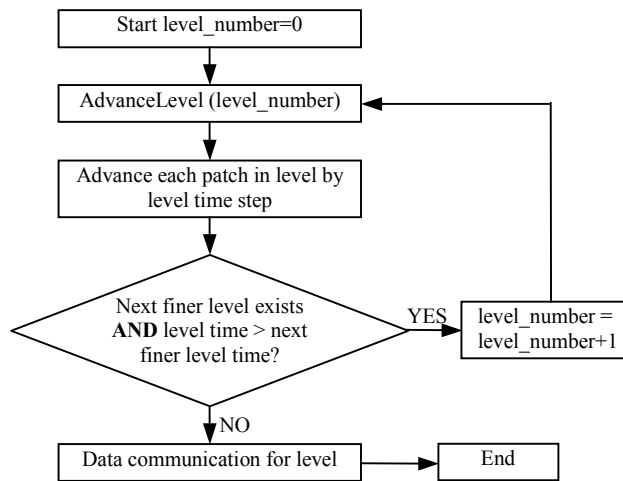 Start level_number=0
AdvanceLevel (level_number)
Advance each patch in level by
level time step
Next finer level exists
AND level time > next
finer level time?
YES
level_number =
level_number+1
NO
Data communication for level
End